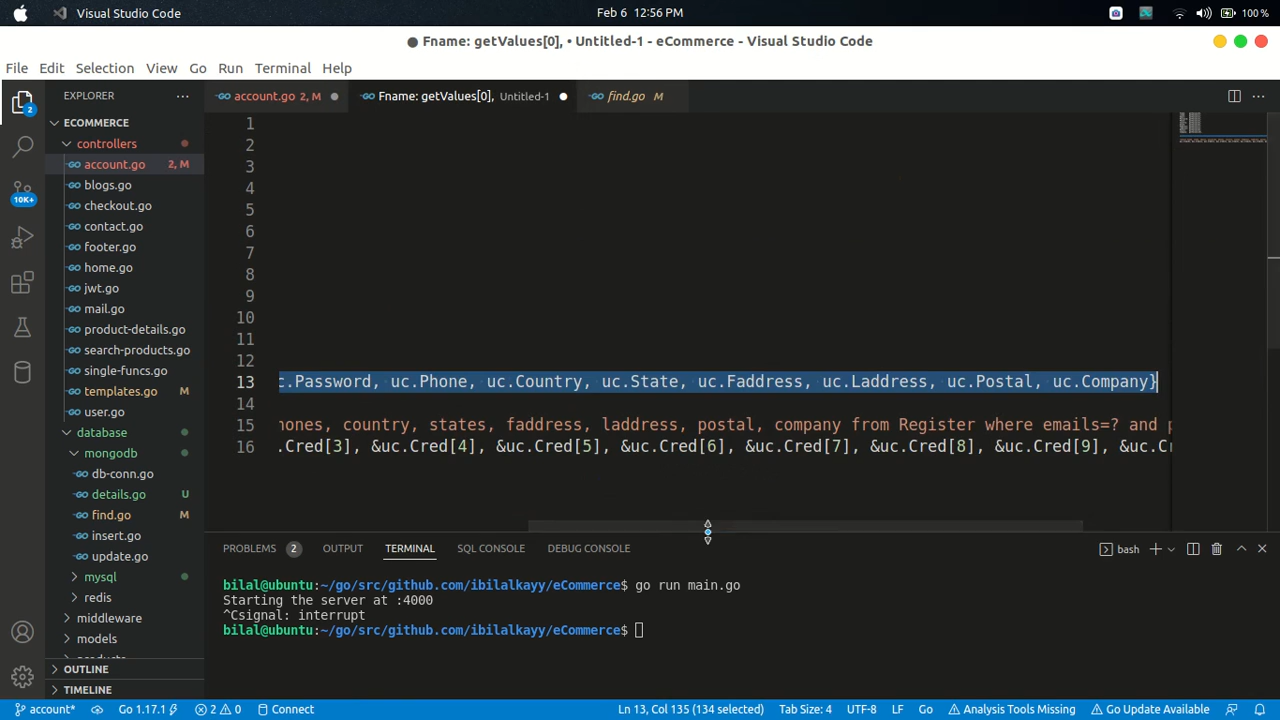 Visual Studio Code
Feb 6 12:56 PM
100 %
● Fname: getValues[0], • Untitled-1 - eCommerce - Visual Studio Code
File Edit Selection View Go Run Terminal Help
2
EXPLORER
account.go 2, M
Fname: getValues[0], Untitled-1
find.go M
ECOMMERCE
controllers
account.go 2, M
blogs.go
checkout.go
10K+
contact.go
footer.go
home.go
jwt.go
mail.go
product-details.go
search-products.go
single-funcs.go
templates.go M
user.go
database
mongodb
db-conn.go
details.go U
find.go M
insert.go
update.go
mysql
redis
middleware
models
OUTLINE
TIMELINE
1
2
3
4
5
6
7
8
9
10
11
12
13 c.Password, uc.Phone, uc.Country, uc.State, uc.Faddress, uc.Laddress, uc.Postal, uc.Company}
14
15 hones, country, states, faddress, laddress, postal, company from Register where emails=? and p
16 .Cred[3], &uc.Cred[4], &uc.Cred[5], &uc.Cred[6], &uc.Cred[7], &uc.Cred[8], &uc.Cred[9], &uc.Cr
PROBLEMS 2 OUTPUT TERMINAL SQL CONSOLE DEBUG CONSOLE
bash
bilal@ubuntu:~/go/src/github.com/ibilalkayy/eCommerce$ go run main.go
Starting the server at :4000
^Csignal: interrupt
bilal@ubuntu:~/go/src/github.com/ibilalkayy/eCommerce$
account* Go 1.17.1 2 0 Connect
Ln 13, Col 135 (134 selected) Tab Size: 4 UTF-8 LF Go Analysis Tools Missing Go Update Available